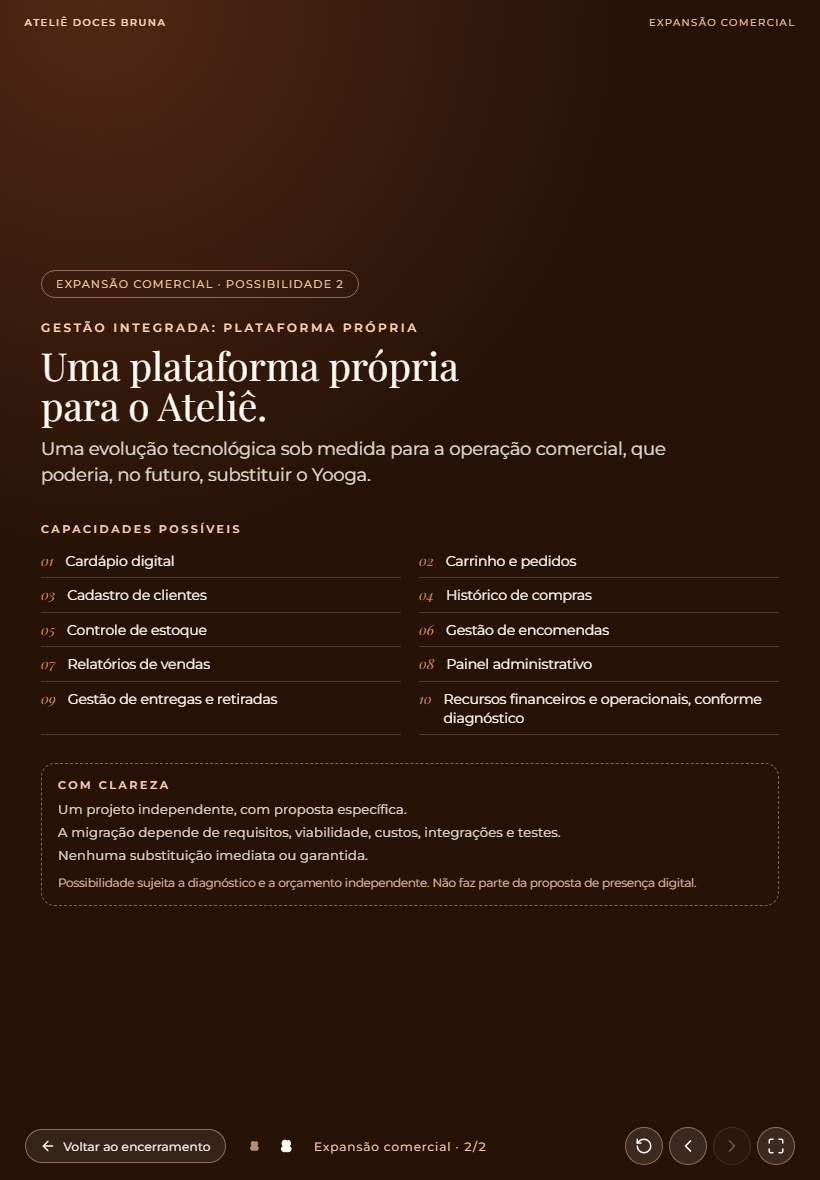 ATELIÊ DOCES BRUNA
EXPANSÃO COMERCIAL
EXPANSÃO COMERCIAL · POSSIBILIDADE 2
GESTÃO INTEGRADA: PLATAFORMA PRÓPRIA
Uma plataforma própria
para o Ateliê.
Uma evolução tecnológica sob medida para a operação comercial, que
poderia, no futuro, substituir o Yooga.
CAPACIDADES POSSÍVEIS
01 Cardápio digital
02 Carrinho e pedidos
03 Cadastro de clientes
04 Histórico de compras
05 Controle de estoque
06 Gestão de encomendas
07 Relatórios de vendas
08 Painel administrativo
09 Gestão de entregas e retiradas
10 Recursos financeiros e operacionais, conforme
diagnóstico
COM CLAREZA
Um projeto independente, com proposta específica.
A migração depende de requisitos, viabilidade, custos, integrações e testes.
Nenhuma substituição imediata ou garantida.
Possibilidade sujeita a diagnóstico e a orçamento independente. Não faz parte da proposta de presença digital.
Voltar ao encerramento
Expansão comercial · 2/2